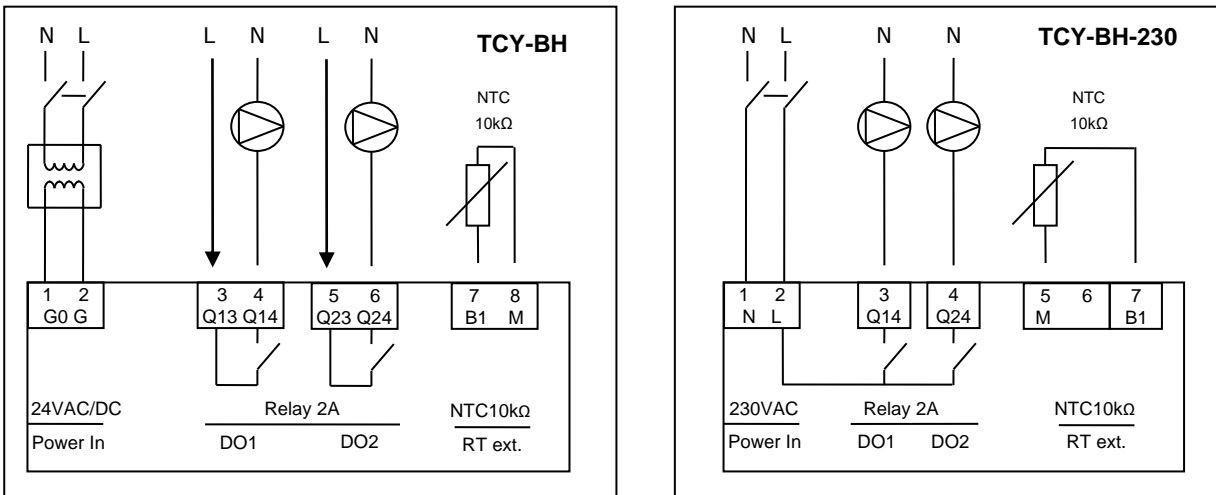 N L L N L N TCY-BH
NTC
10kΩ
1 2 3 4 5 6 7 8
G0 G Q13 Q14 Q23 Q24 B1 M
24VAC/DC Relay 2A NTC10kΩ
Power In DO1 DO2 RT ext.
N L N N TCY-BH-230
NTC
10kΩ
1 2 3 4 5 6 7
N L Q14 Q24 M B1
230VAC Relay 2A NTC10kΩ
Power In DO1 DO2 RT ext.